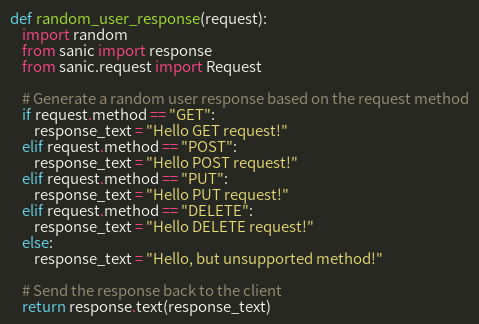 def random_user_response(request):
    import random
    from sanic import response
    from sanic.request import Request

    # Generate a random user response based on the request method
    if request.method == "GET":
        response_text = "Hello GET request!"
    elif request.method == "POST":
        response_text = "Hello POST request!"
    elif request.method == "PUT":
        response_text = "Hello PUT request!"
    elif request.method == "DELETE":
        response_text = "Hello DELETE request!"
    else:
        response_text = "Hello, but unsupported method!"

    # Send the response back to the client
    return response.text(response_text)